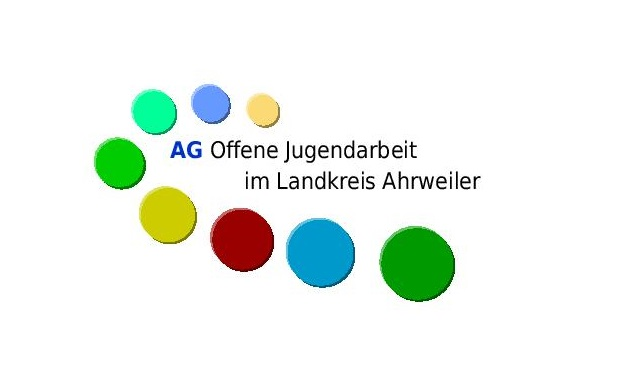 AG Offene Jugendarbeit
im Landkreis Ahrweiler